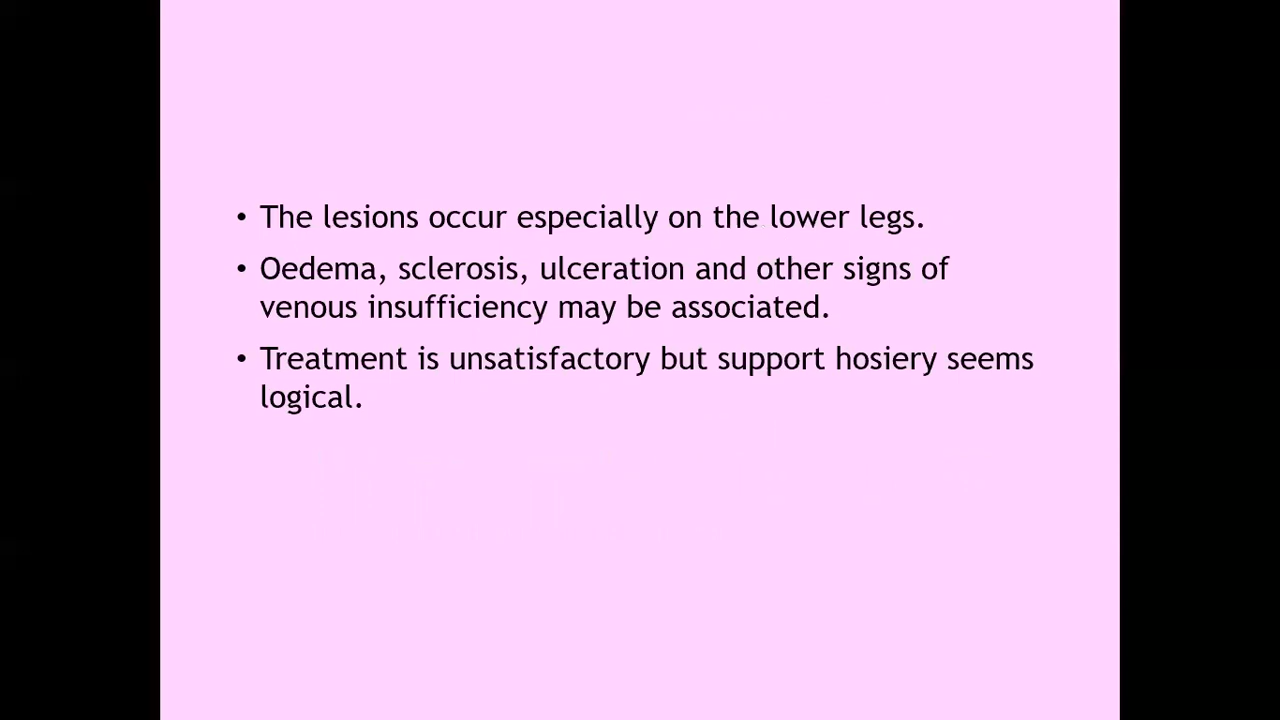 • The lesions occur especially on the lower legs.
• Oedema, sclerosis, ulceration and other signs of
venous insufficiency may be associated.
• Treatment is unsatisfactory but support hosiery seems
logical.